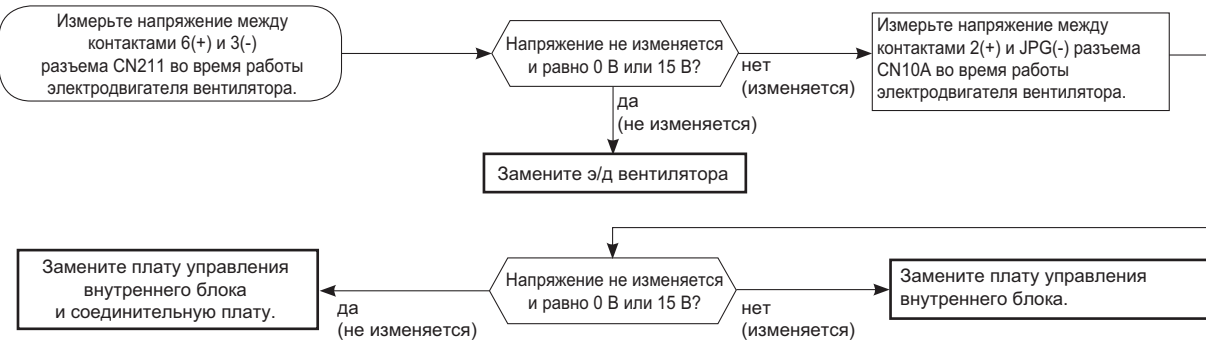 Измерьте напряжение между
контактами 6(+) и 3(-)
разъема CN211 во время работы
электродвигателя вентилятора.
Напряжение не изменяется
и равно 0 В или 15 В?
нет
(изменяется)
Измерьте напряжение между
контактами 2(+) и JPG(-) разъема
CN10A во время работы
электродвигателя вентилятора.
да
(не изменяется)
Замените э/д вентилятора
Замените плату управления
внутреннего блока
и соединительную плату.
да
(не изменяется)
Напряжение не изменяется
и равно 0 В или 15 В?
нет
(изменяется)
Замените плату управления
внутреннего блока.